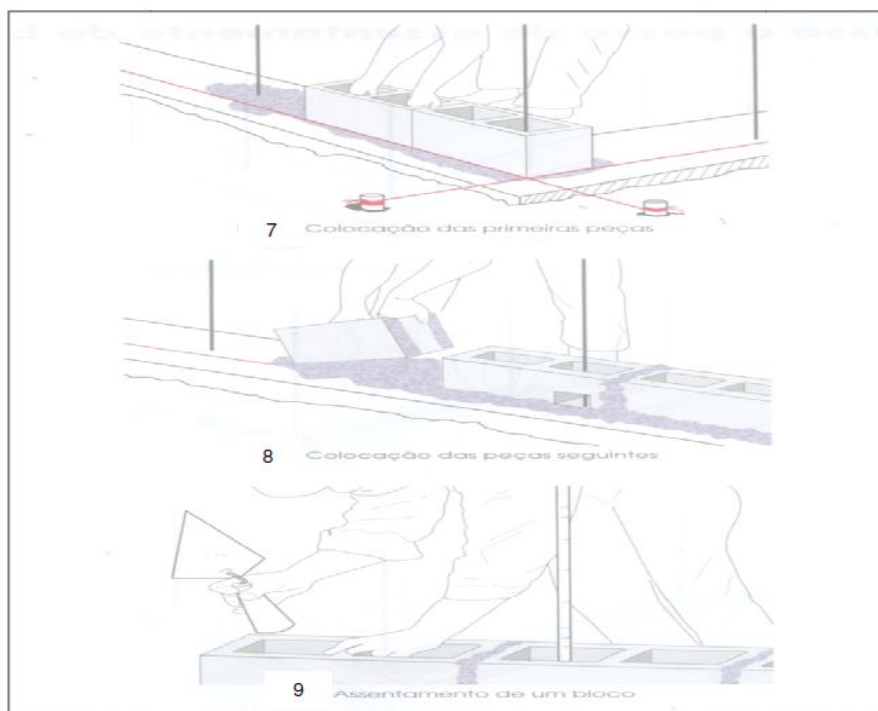 7 Colocação das primeiras peças
8 Colocação das peças seguintes
9 Assentamento de um bloco